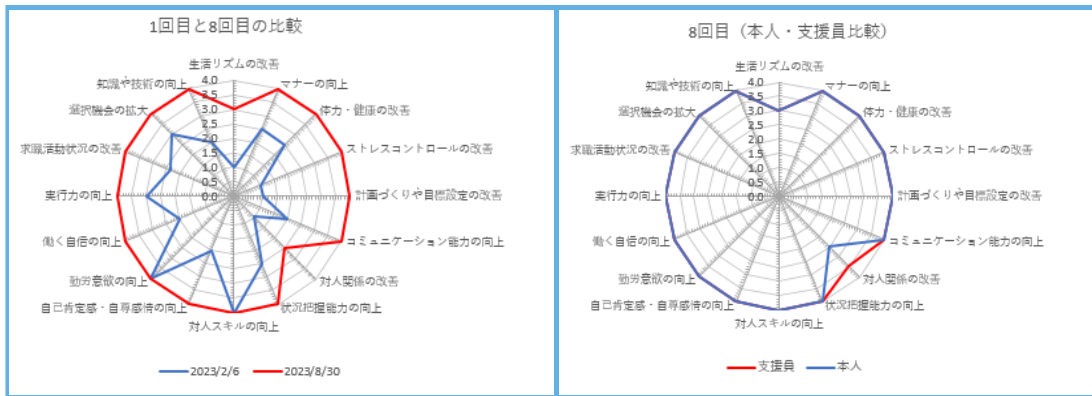 1回目と8回目の比較
生活リズムの改善
マナーの向上
体力・健康の改善
ストレスコントロールの改善
計画づくりや目標設定の改善
コミュニケーション能力の向上
対人関係の改善
状況把握能力の向上
対人スキルの向上
自己肯定感・自尊感情の向上
勤労意欲の向上
働く自信の向上
実行力の向上
求職活動状況の改善
選択機会の拡大
知識や技術の向上
4.0
3.5
3.0
2.5
2.0
1.5
1.0
0.5
0.0
2023/2/6 2023/8/30
8回目（本人・支援員比較）
生活リズムの改善
マナーの向上
体力・健康の改善
ストレスコントロールの改善
計画づくりや目標設定の改善
コミュニケーション能力の向上
対人関係の改善
状況把握能力の向上
対人スキルの向上
自己肯定感・自尊感情の向上
勤労意欲の向上
働く自信の向上
実行力の向上
求職活動状況の改善
選択機会の拡大
知識や技術の向上
4.0
3.5
3.0
2.5
2.0
1.5
1.0
0.5
0.0
支援員 本人